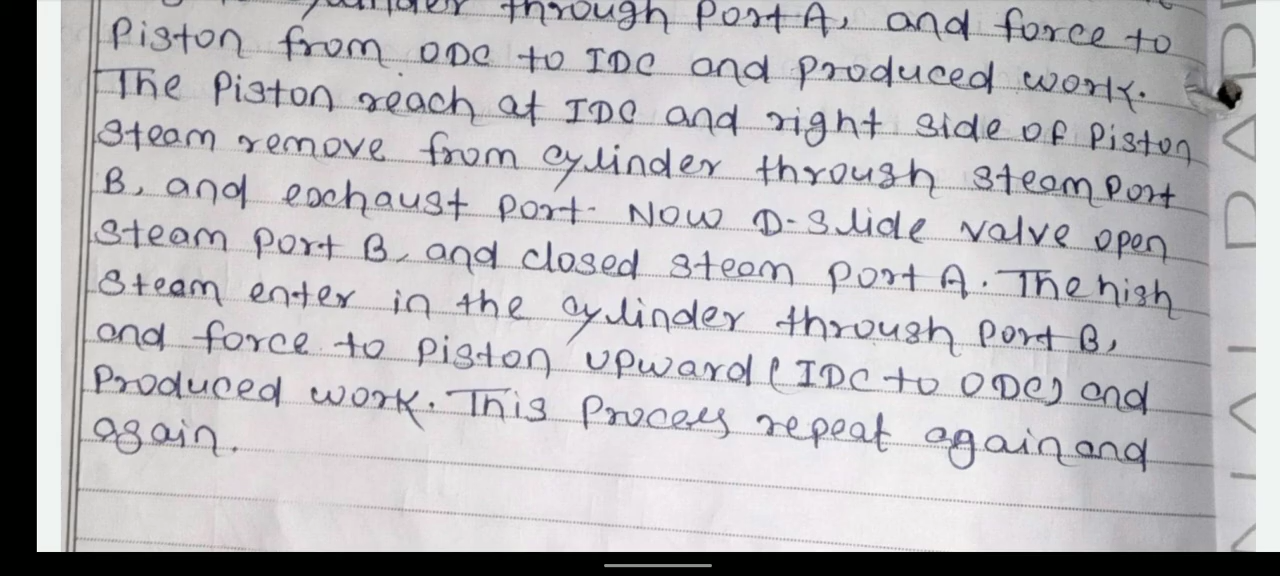 cylinder through Port A, and force to
Piston from ODC to IDC and Produced work.
The Piston reach at IDC and right side of Piston
steam remove from cylinder through steam Port
B, and exhaust port. Now D-Slide valve open
steam port B, and closed steam port A. The high
steam enter in the cylinder through port B,
and force to piston upward (IDC to ODC) and
Produced work. This Process repeat again and
again.